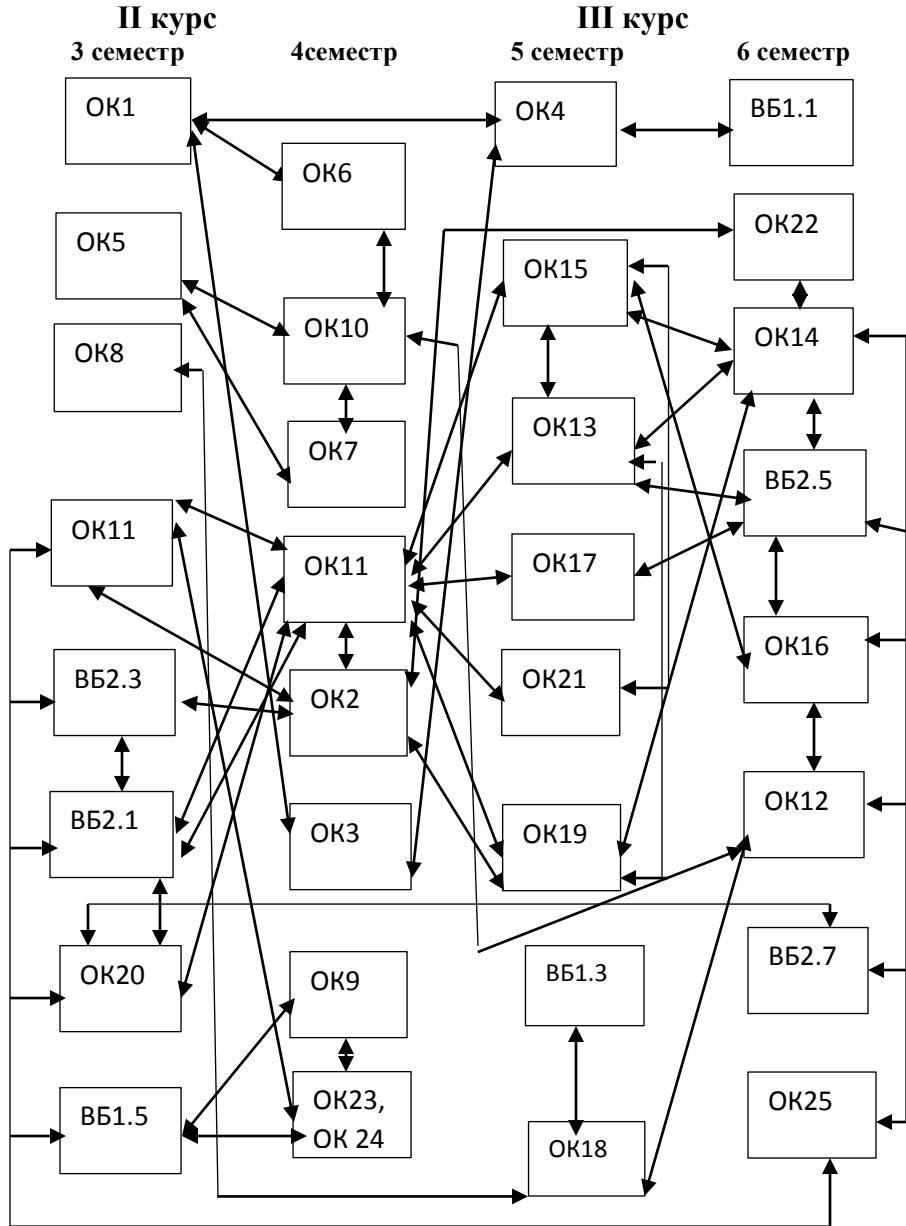 II курс
III курс
3 семестр
4семестр
5 семестр
6 семестр
ОК1
ОК4
ВБ1.1
ОК6
ОК22
ОК5
ОК15
ОК10
ОК14
ОК8
ОК13
ОК7
ВБ2.5
ОК11
ОК11
ОК17
ОК16
ВБ2.3
ОК2
ОК21
ОК12
ВБ2.1
ОК3
ОК19
ВБ2.7
ОК20
ОК9
ВБ1.3
ВБ1.5
ОК23,
ОК 24
ОК18
ОК25